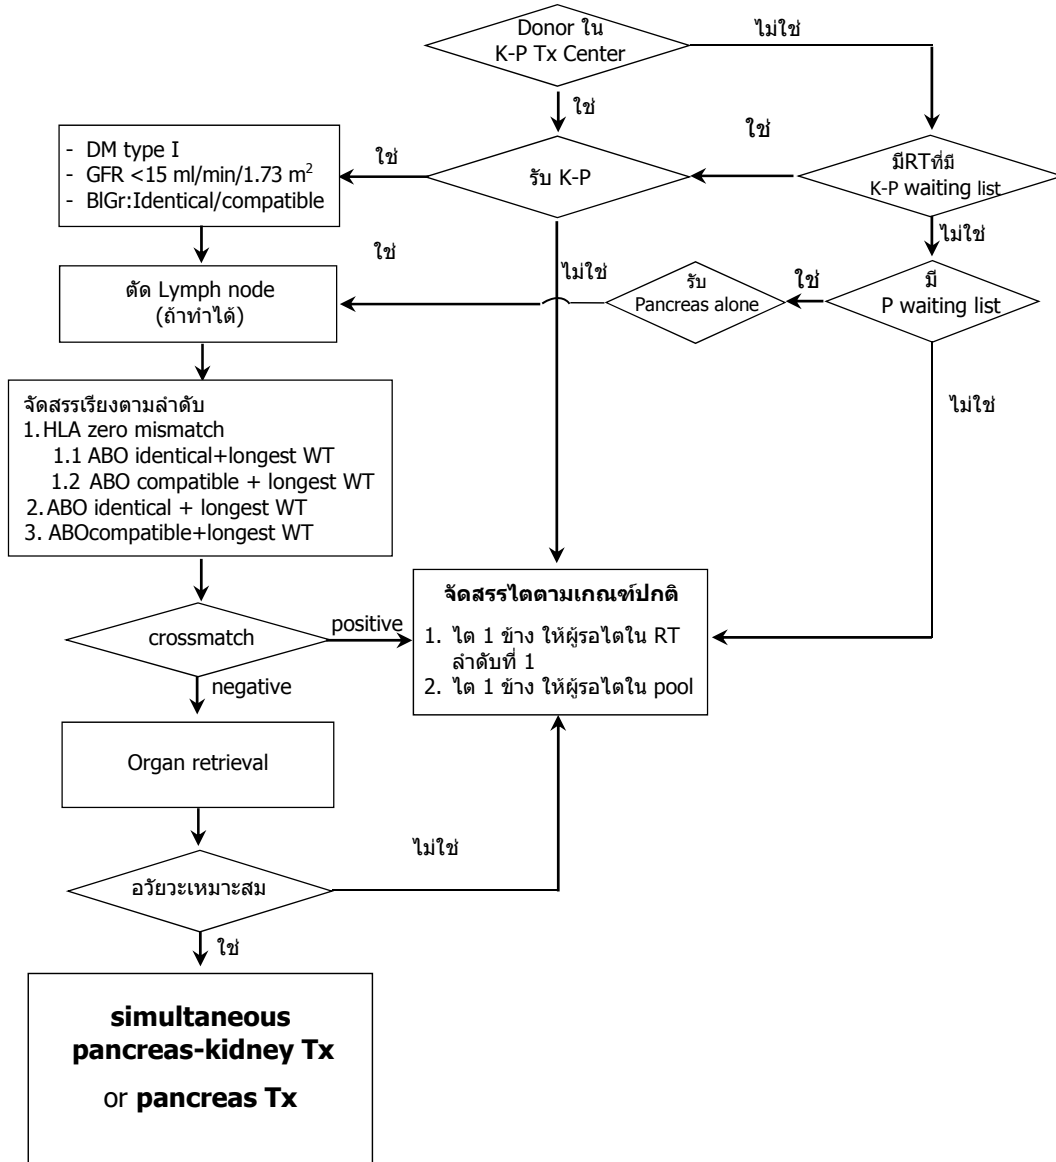 Donor ใน
K-P Tx Center
ไม่ใช่
ใช่
- DM type I
- GFR <15 ml/min/1.73 m²
- BlGr:Identical/compatible
ใช่
รับ K-P
ใช่
มีRTที่มี
K-P waiting list
ไม่ใช่
ตัด Lymph node
(ถ้าทำได้)
ใช่
ไม่ใช่
รับ
Pancreas alone
ใช่
มี
P waiting list
ไม่ใช่
จัดสรรเรียงตามลำดับ
1.HLA zero mismatch
1.1 ABO identical+longest WT
1.2 ABO compatible + longest WT
2.ABO identical + longest WT
3. ABOcompatible+longest WT
crossmatch
positive
negative
จัดสรรไตตามเกณฑ์ปกติ
1. ไต 1 ข้าง ให้ผู้รอไตใน RT
ลำดับที่ 1
2. ไต 1 ข้าง ให้ผู้รอไตใน pool
Organ retrieval
อวัยวะเหมาะสม
ไม่ใช่
ใช่
simultaneous
pancreas-kidney Tx
or pancreas Tx